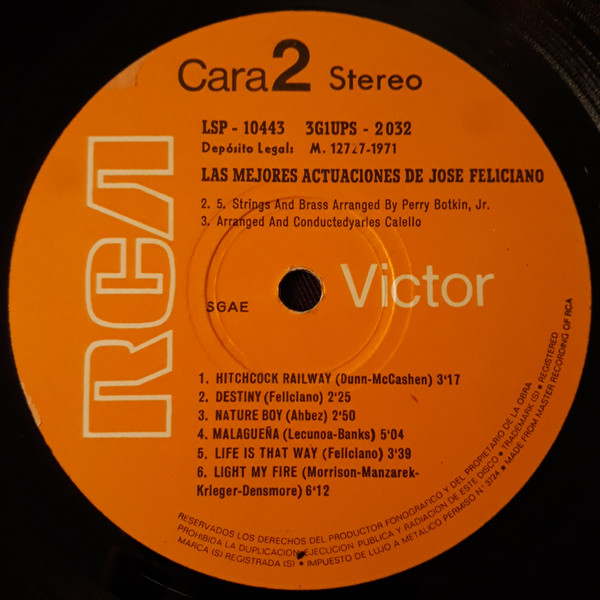 Cara 2 Stereo
LSP - 10443 3G1UPS - 2032
Depósito Legal: M. 12747-1971
LAS MEJORES ACTUACIONES DE JOSE FELICIANO
2. 5. Strings And Brass Arranged By Perry Botkin, Jr.
3. Arranged And Conductedyarles Calello
RCA
Victor
SGAE
1. HITCHCOCK RAILWAY (Dunn-McCashen) 3'17
2. DESTINY (Feliciano) 2'25
3. NATURE BOY (Ahbez) 2'50
4. MALAGUEÑA (Lecunoa-Banks) 5'04
5. LIFE IS THAT WAY (Feliciano) 3'39
6. LIGHT MY FIRE (Morrison-Manzarek-
Krieger-Densmore) 6'12
RESERVADOS LOS DERECHOS DEL PRODUCTOR FONOGRAFICO Y DEL PROPIETARIO DE LA OBRA
PROHIBIDA LA DUPLICACION, EJECUCION PUBLICA Y RADIACION DE ESTE DISCO • TRADEMARK (S) • REGISTERED
MARCA (S) REGISTRADA (S) • IMPUESTO DE LUJO A METALICO PERMISO N.° 3724 • MADE FROM MASTER RECORDING OF RCA